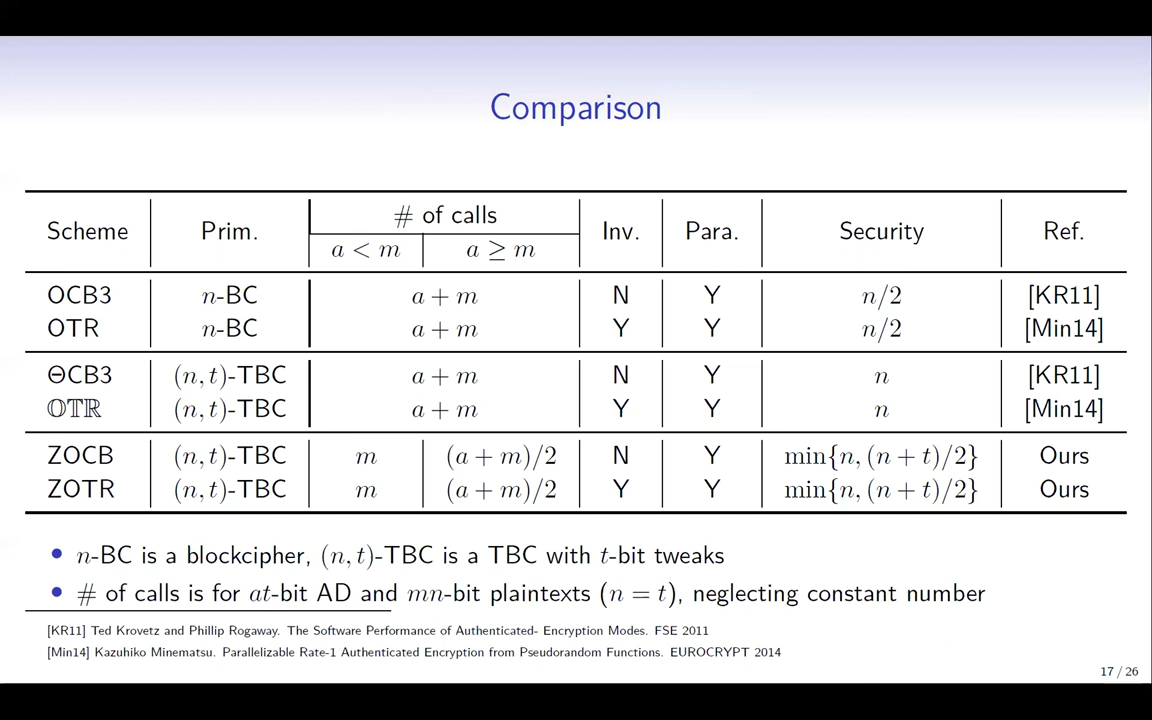 Comparison
Scheme Prim. # of calls Inv. Para. Security Ref.
a < m a ≥ m
OCB3 n-BC a + m N Y n/2 [KR11]
OTR n-BC a + m Y Y n/2 [Min14]
ΘCB3 (n, t)-TBC a + m N Y n [KR11]
𝕆𝕋ℝ (n, t)-TBC a + m Y Y n [Min14]
ZOCB (n, t)-TBC m (a + m)/2 N Y min{n, (n + t)/2} Ours
ZOTR (n, t)-TBC m (a + m)/2 Y Y min{n, (n + t)/2} Ours
• n-BC is a blockcipher, (n, t)-TBC is a TBC with t-bit tweaks
• # of calls is for at-bit AD and mn-bit plaintexts (n = t), neglecting constant number
[KR11] Ted Krovetz and Phillip Rogaway. The Software Performance of Authenticated- Encryption Modes. FSE 2011
[Min14] Kazuhiko Minematsu. Parallelizable Rate-1 Authenticated Encryption from Pseudorandom Functions. EUROCRYPT 2014
17 / 26